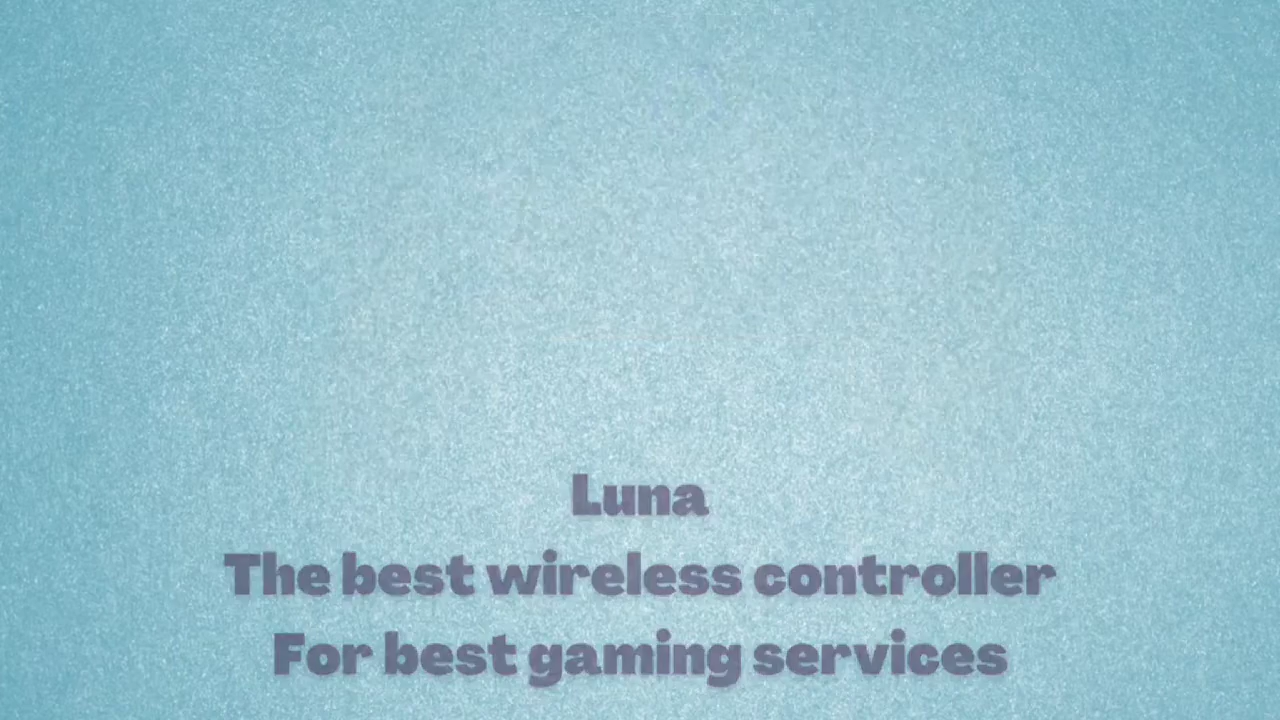 Luna
The best wireless controller
For best gaming services